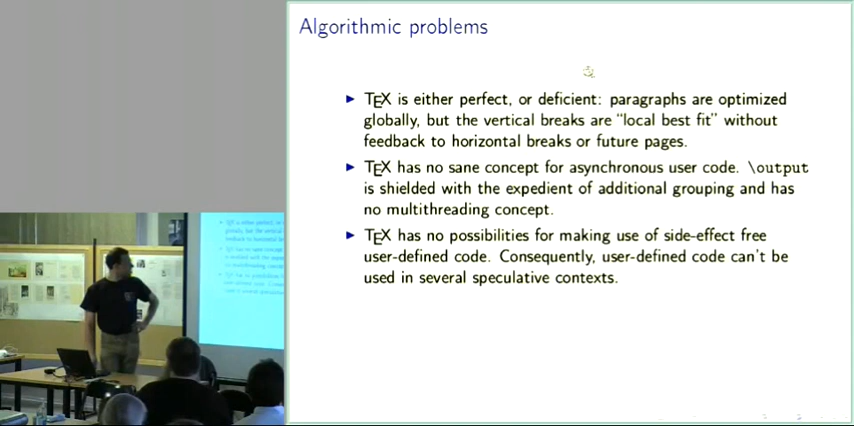 Algorithmic problems
► TEX is either perfect, or deficient: paragraphs are optimized
globally, but the vertical breaks are “local best fit” without
feedback to horizontal breaks or future pages.
► TEX has no sane concept for asynchronous user code. \output
is shielded with the expedient of additional grouping and has
no multithreading concept.
► TEX has no possibilities for making use of side-effect free
user-defined code. Consequently, user-defined code can’t be
used in several speculative contexts.